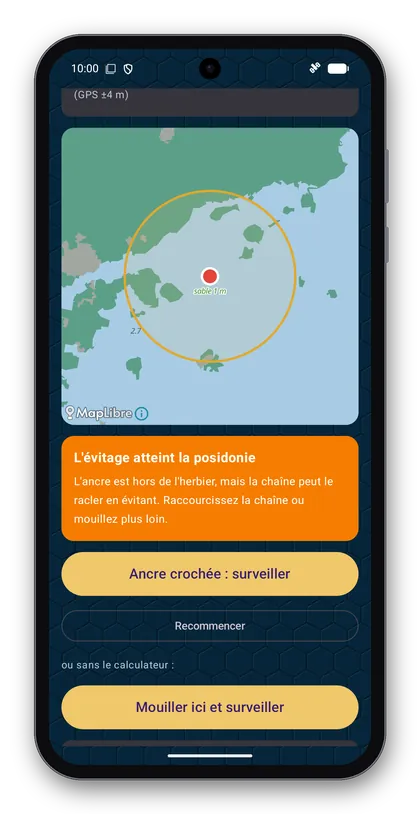 10:00
(GPS ±4 m)
sable 1 m
2.7
MapLibre
L'évitage atteint la posidonie
L'ancre est hors de l'herbier, mais la chaîne peut le
racler en évitant. Raccourcissez la chaîne ou
mouillez plus loin.
Ancre crochée : surveiller
Recommencer
ou sans le calculateur :
Mouiller ici et surveiller